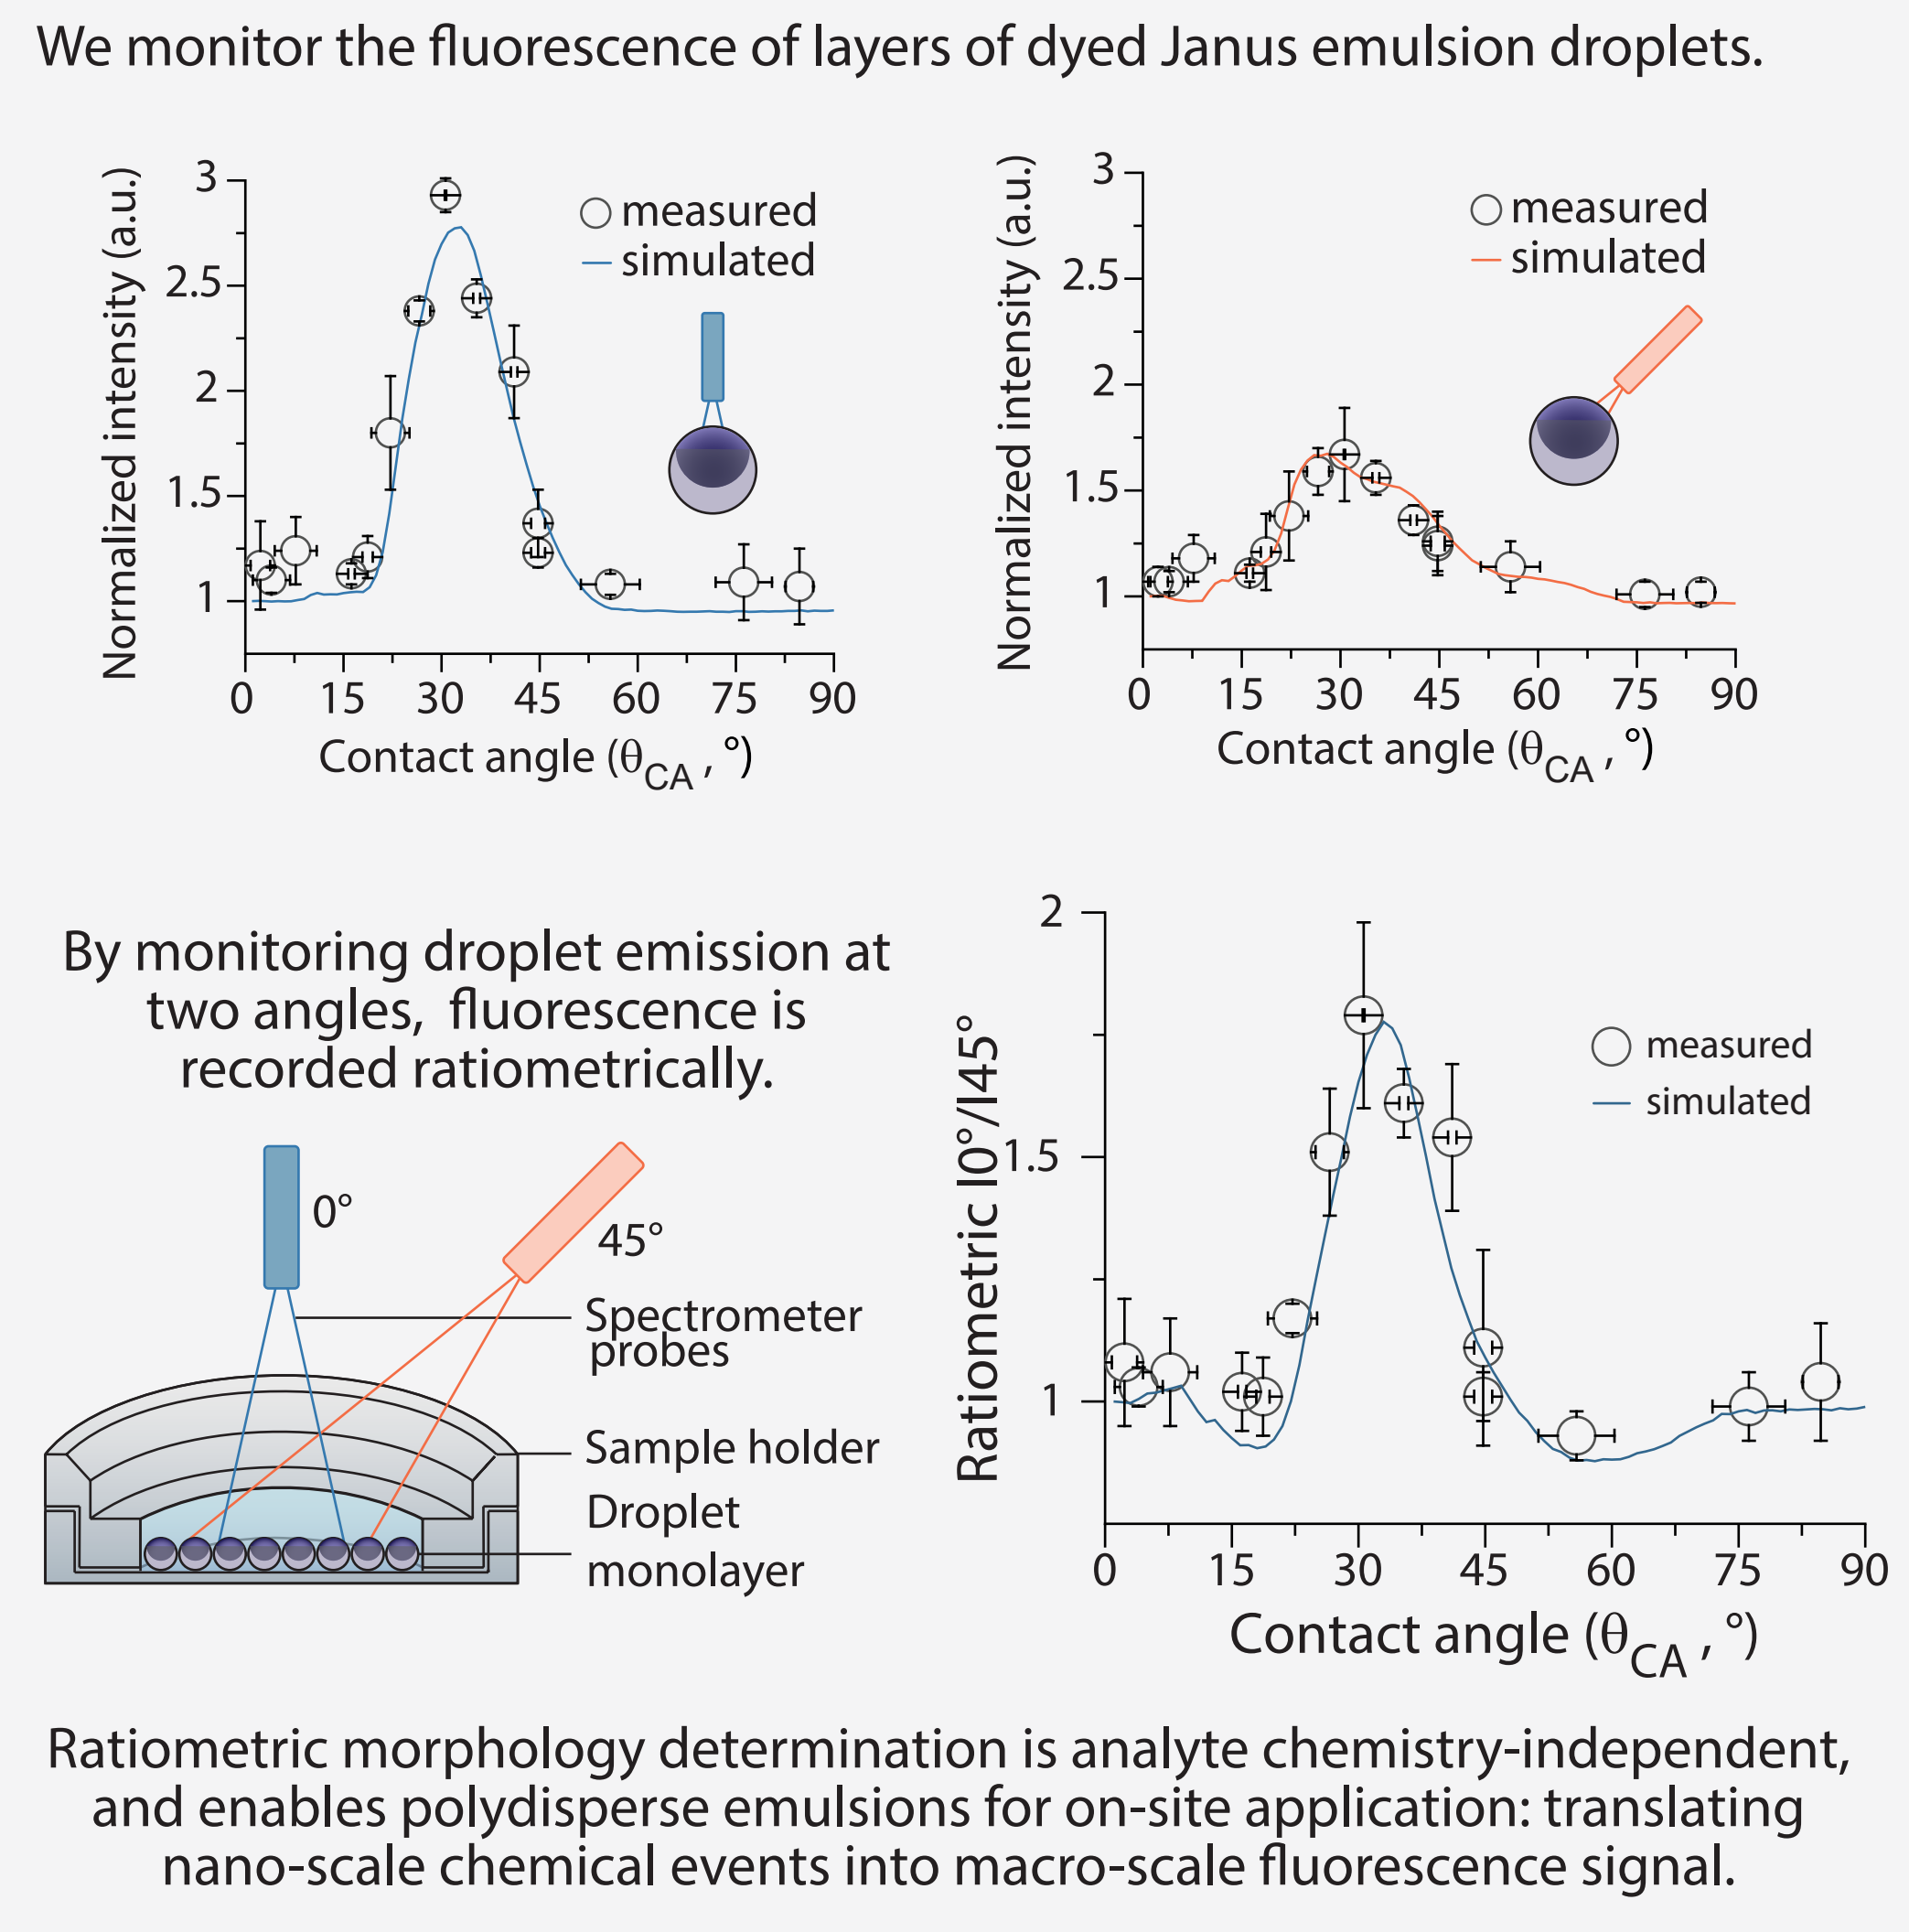 We monitor the fluorescence of layers of dyed Janus emulsion droplets.
Normalized intensity (a.u.)
3
2.5
2
1.5
1
measured
simulated
0 15 30 45 60 75 90
Contact angle (θCA , °)
Normalized intensity (a.u.)
3
2.5
2
1.5
1
measured
simulated
0 15 30 45 60 75 90
Contact angle (θCA , °)
By monitoring droplet emission at
two angles, fluorescence is
recorded ratiometrically.
0°
45°
Spectrometer
probes
Sample holder
Droplet
monolayer
Ratiometric I0°/I45°
2
1.5
1
measured
simulated
0 15 30 45 60 75 90
Contact angle (θCA , °)
Ratiometric morphology determination is analyte chemistry-independent,
and enables polydisperse emulsions for on-site application: translating
nano-scale chemical events into macro-scale fluorescence signal.